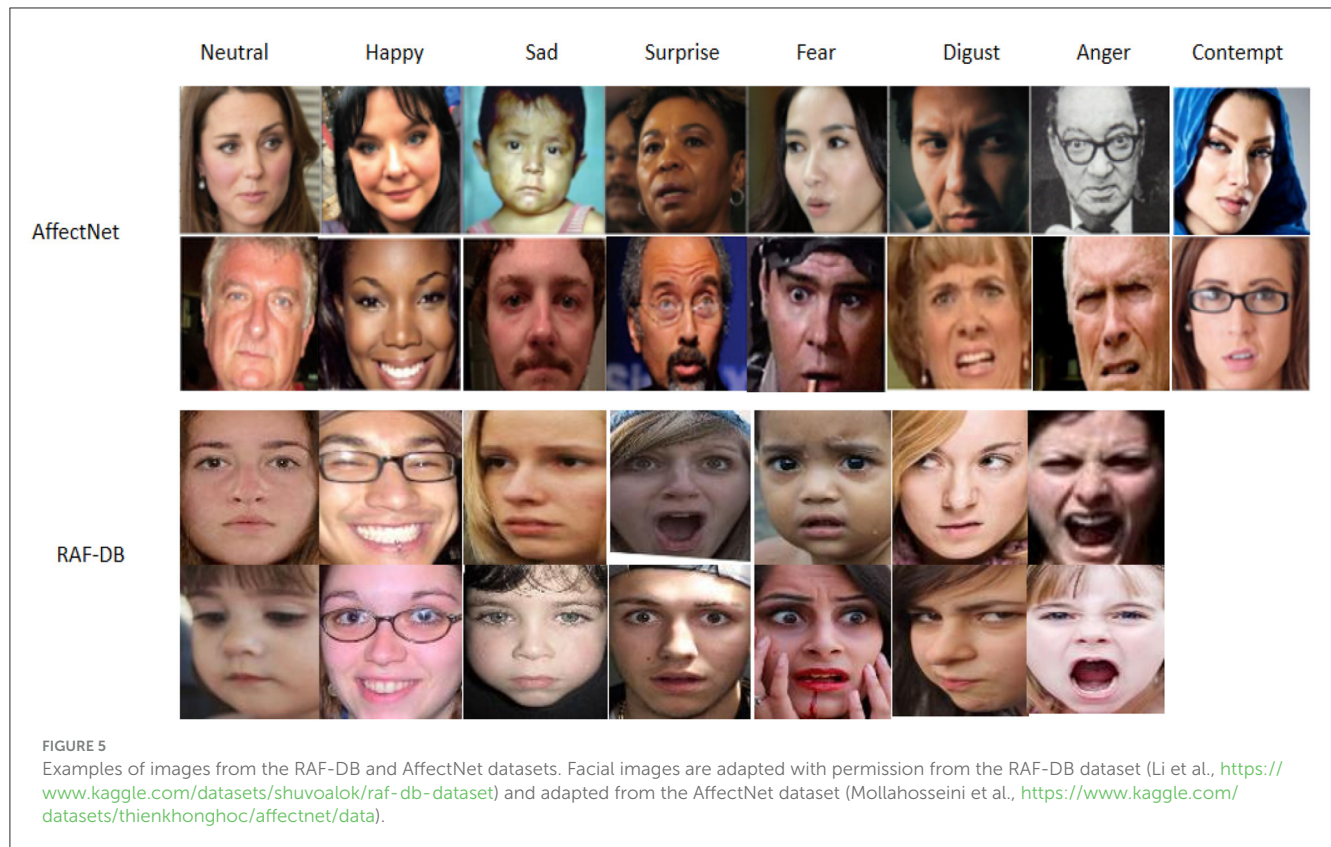 Neutral Happy Sad Surprise Fear Digust Anger Contempt
AffectNet
RAF-DB
FIGURE 5
Examples of images from the RAF-DB and AffectNet datasets. Facial images are adapted with permission from the RAF-DB dataset (Li et al., https://
www.kaggle.com/datasets/shuvoalok/raf-db-dataset) and adapted from the AffectNet dataset (Mollahosseini et al., https://www.kaggle.com/
datasets/thienkhonghoc/affectnet/data).